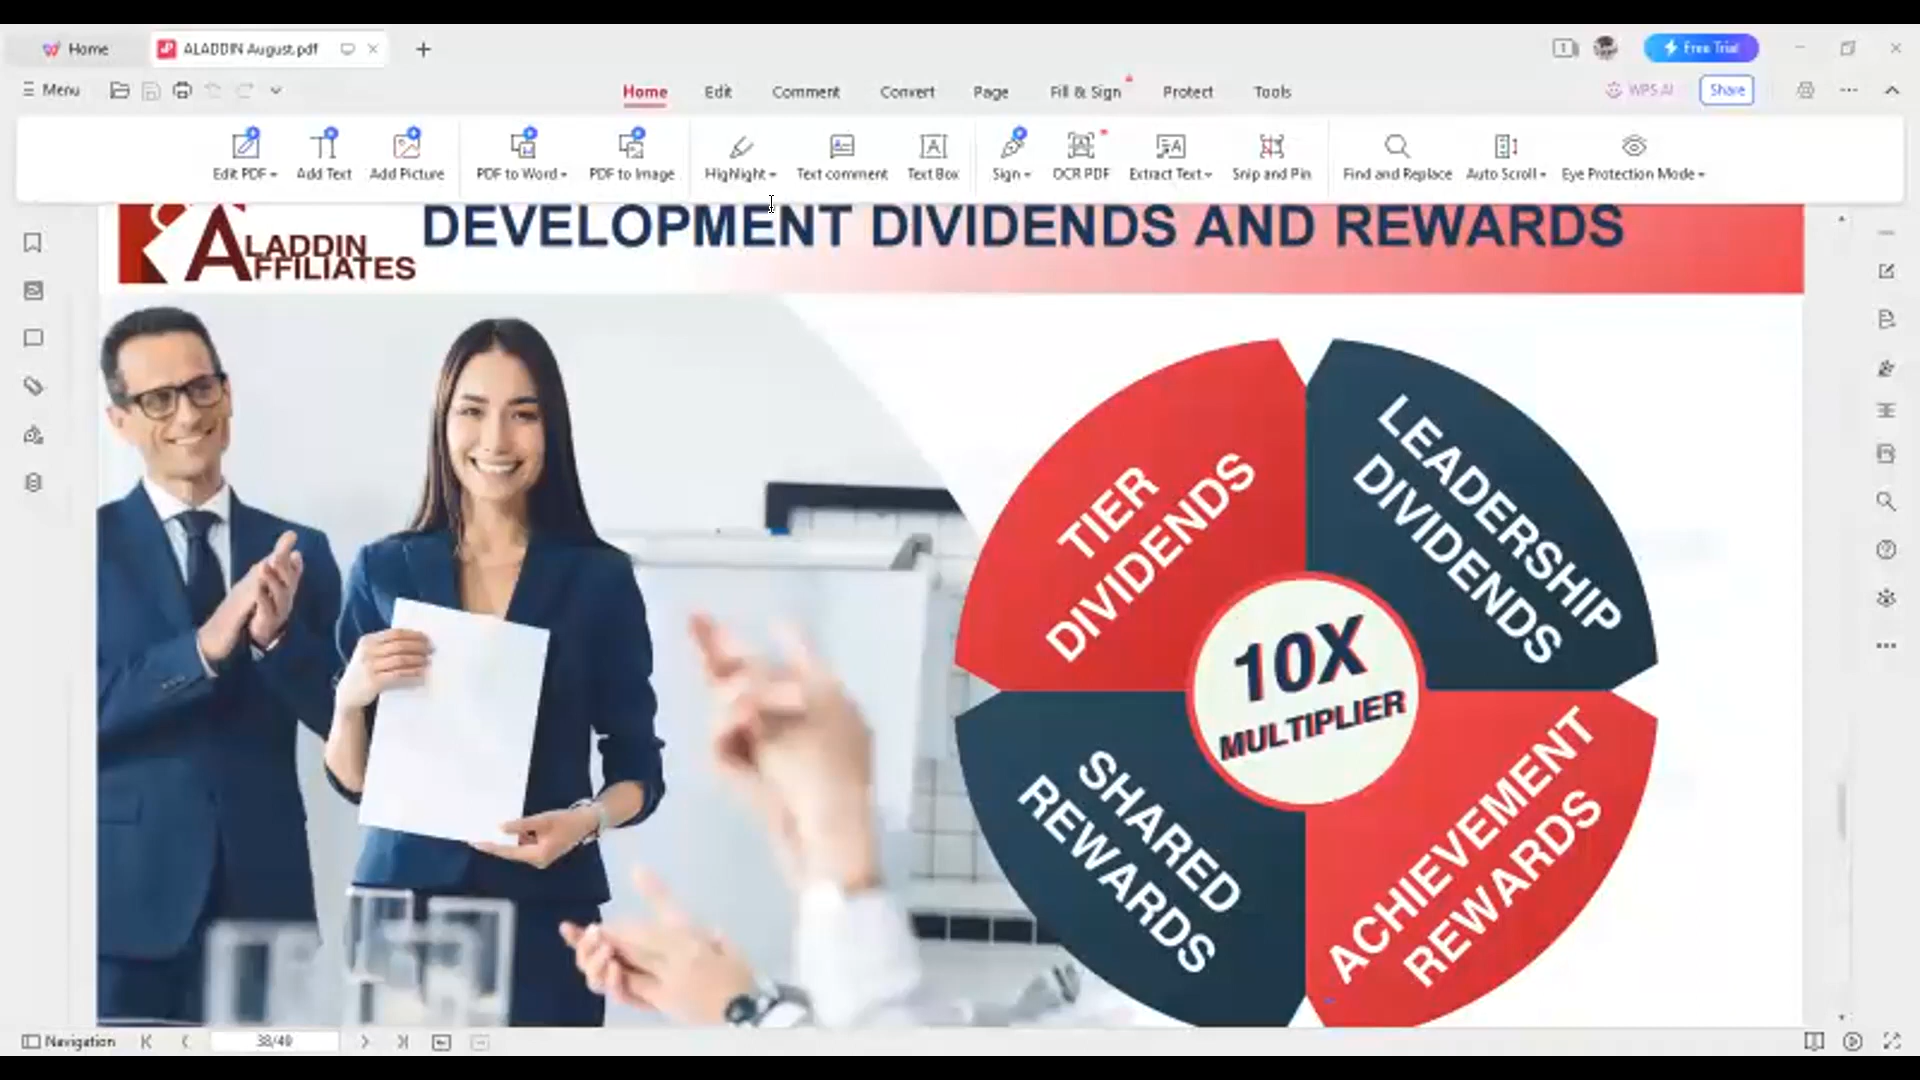 Home
ALADDIN August.pdf
1
Free Trial
Menu
Home
Edit
Comment
Convert
Page
Fill & Sign
Protect
Tools
WPS AI
Share
Edit PDF
Add Text
Add Picture
PDF to Word
PDF to Image
Highlight
Text comment
Text Box
Sign
OCR PDF
Extract Text
Snip and Pin
Find and Replace
Auto Scroll
Eye Protection Mode
ALADDIN
AFFILIATES
DEVELOPMENT DIVIDENDS AND REWARDS
TIER
DIVIDENDS
LEADERSHIP
DIVIDENDS
10X
MULTIPLIER
SHARED
REWARDS
ACHIEVEMENT
REWARDS
Navigation
38/49